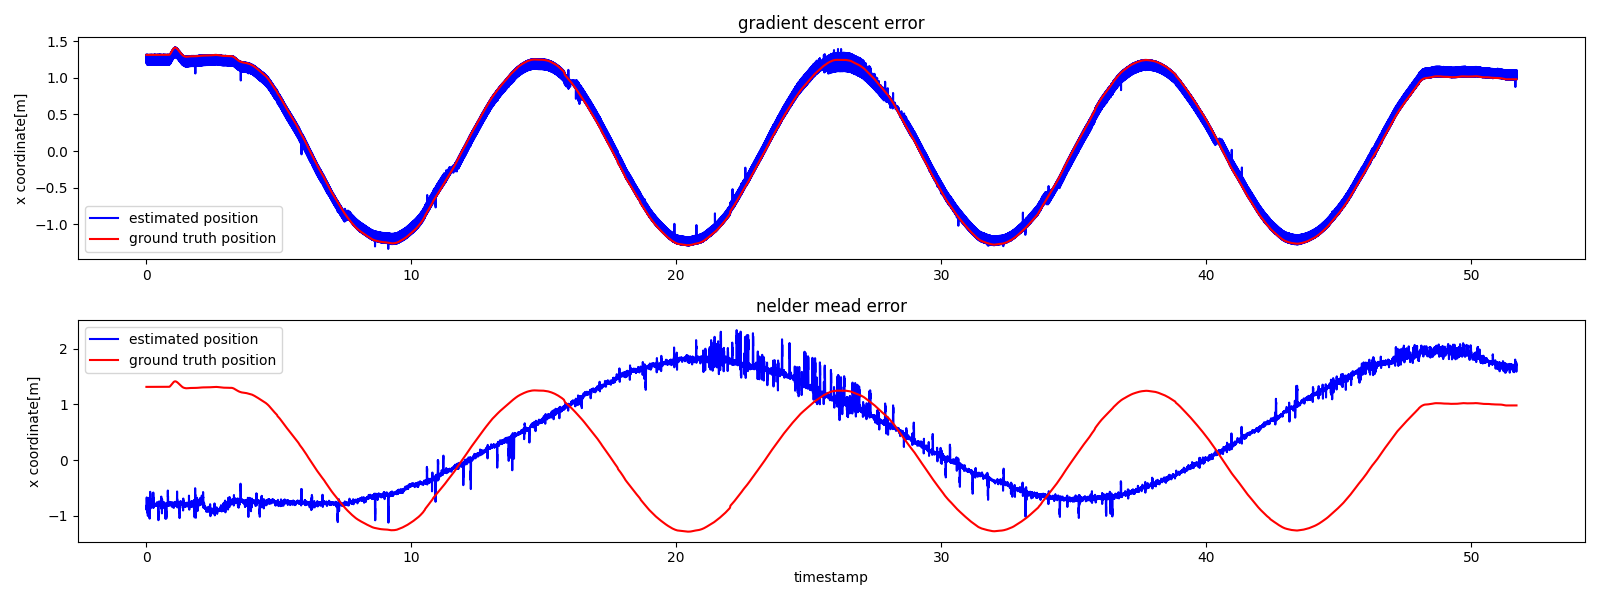 gradient descent error
x coordinate[m]
1.5
1.0
0.5
0.0
−0.5
−1.0
estimated position
ground truth position
0 10 20 30 40 50
nelder mead error
x coordinate[m]
2
1
0
−1
estimated position
ground truth position
0 10 20 30 40 50
timestamp